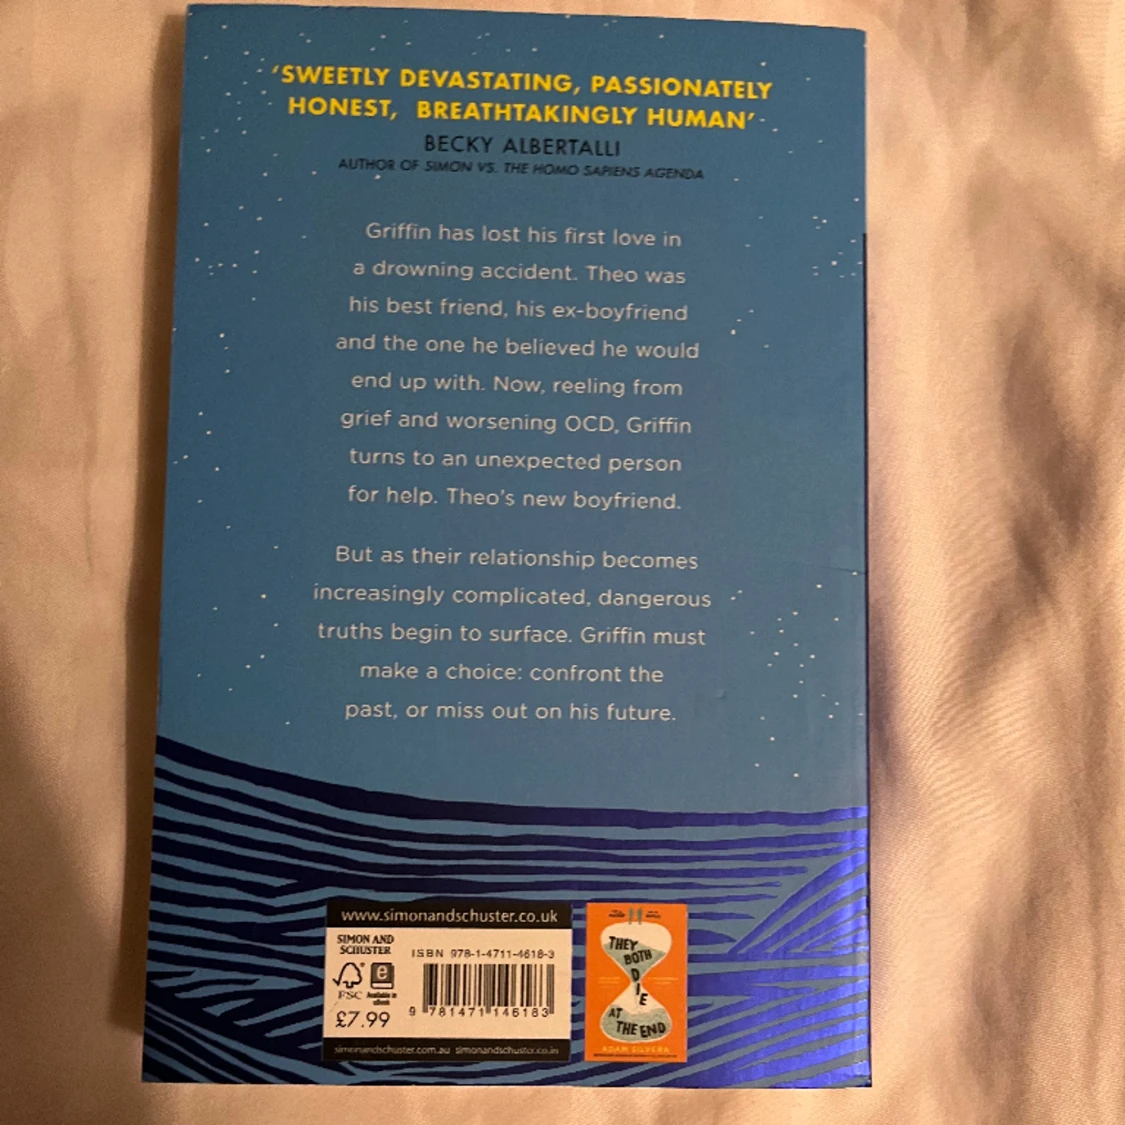 ‘SWEETLY DEVASTATING, PASSIONATELY
HONEST, BREATHTAKINGLY HUMAN’
BECKY ALBERTALLI
AUTHOR OF SIMON VS. THE HOMO SAPIENS AGENDA
Griffin has lost his first love in
a drowning accident. Theo was
his best friend, his ex-boyfriend
and the one he believed he would
end up with. Now, reeling from
grief and worsening OCD, Griffin
turns to an unexpected person
for help. Theo’s new boyfriend.
But as their relationship becomes
increasingly complicated, dangerous
truths begin to surface. Griffin must
make a choice: confront the
past, or miss out on his future.
www.simonandschuster.co.uk
SIMON AND
SCHUSTER
FSC
e
Available in
eBook
£7.99
ISBN 978-1-4711-4618-3
9 781471 146183
simonandschuster.com.au simonandschuster.co.in
THEY
BOTH
D
I
E
AT
THE END
ADAM SILVERA